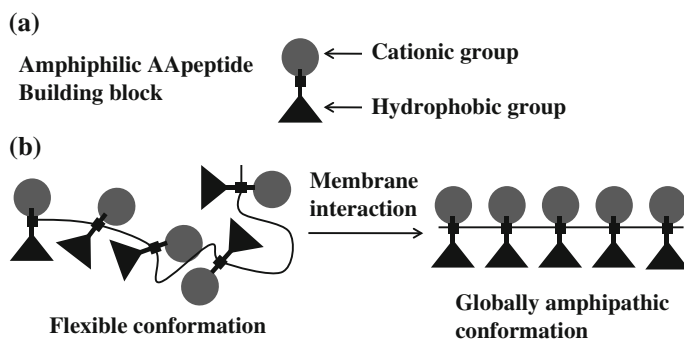 (a)
Amphiphilic AApeptide
Building block
Cationic group
Hydrophobic group
(b)
Membrane
interaction
Flexible conformation
Globally amphipathic
conformation